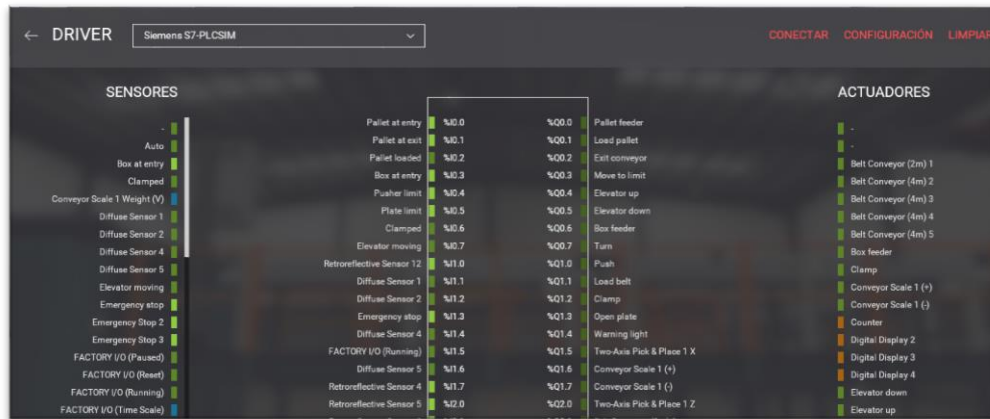 ← DRIVER Siemens S7-PLCSIM CONECTAR CONFIGURACIÓN LIMPIAR
SENSORES
-
Auto
Box at entry
Clamped
Conveyor Scale 1 Weight (V)
Diffuse Sensor 1
Diffuse Sensor 2
Diffuse Sensor 4
Diffuse Sensor 5
Elevator moving
Emergency stop
Emergency Stop 2
Emergency Stop 3
FACTORY I/O (Paused)
FACTORY I/O (Reset)
FACTORY I/O (Running)
FACTORY I/O (Time Scale)
Pallet at entry %I0.0 %Q0.0 Pallet feeder
Pallet at exit %I0.1 %Q0.1 Load pallet
Pallet loaded %I0.2 %Q0.2 Exit conveyor
Box at entry %I0.3 %Q0.3 Move to limit
Pusher limit %I0.4 %Q0.4 Elevator up
Plate limit %I0.5 %Q0.5 Elevator down
Clamped %I0.6 %Q0.6 Box feeder
Elevator moving %I0.7 %Q0.7 Turn
Retroreflective Sensor 12 %I1.0 %Q1.0 Push
Diffuse Sensor 1 %I1.1 %Q1.1 Load belt
Diffuse Sensor 2 %I1.2 %Q1.2 Clamp
Emergency stop %I1.3 %Q1.3 Open plate
Diffuse Sensor 4 %I1.4 %Q1.4 Warning light
FACTORY I/O (Running) %I1.5 %Q1.5 Two-Axis Pick & Place 1 X
Diffuse Sensor 5 %I1.6 %Q1.6 Conveyor Scale 1 (+)
Retroreflective Sensor 4 %I1.7 %Q1.7 Conveyor Scale 1 (-)
Retroreflective Sensor 5 %I2.0 %Q2.0 Two-Axis Pick & Place 1 Z
ACTUADORES
-
-
Belt Conveyor (2m) 1
Belt Conveyor (4m) 2
Belt Conveyor (4m) 3
Belt Conveyor (4m) 4
Belt Conveyor (4m) 5
Box feeder
Clamp
Conveyor Scale 1 (+)
Conveyor Scale 1 (-)
Counter
Digital Display 2
Digital Display 3
Digital Display 4
Elevator down
Elevator up